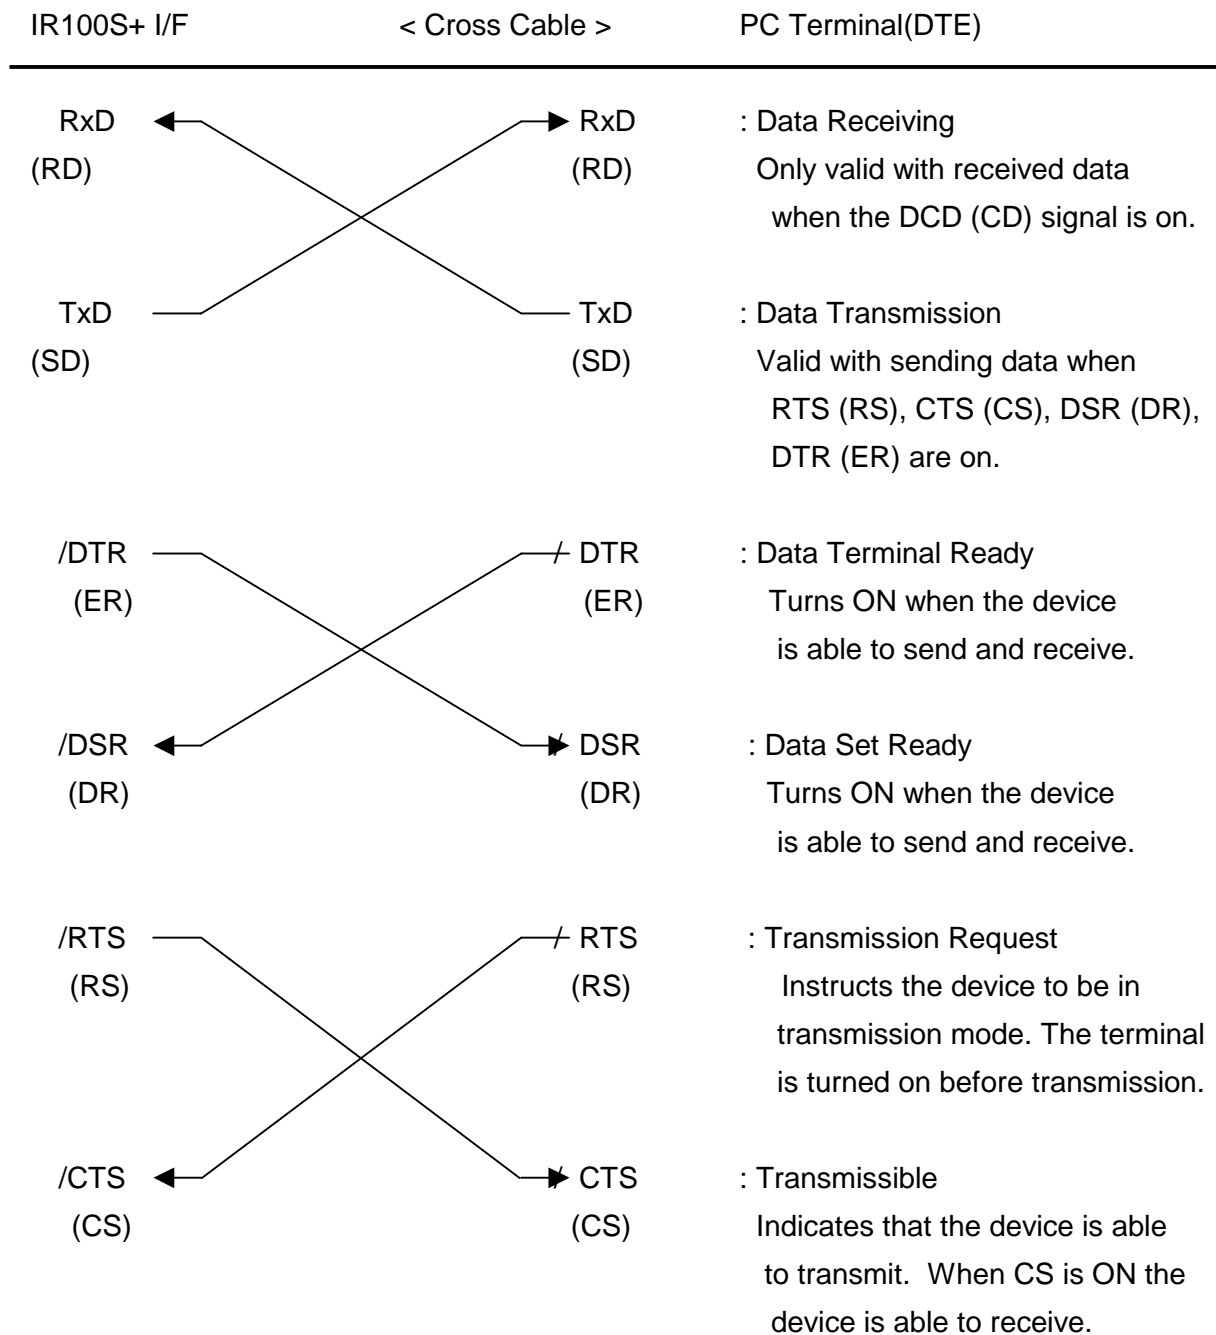 IR100S+ I/F < Cross Cable > PC Terminal(DTE)
RxD RxD : Data Receiving
(RD) (RD) Only valid with received data
when the DCD (CD) signal is on.
TxD TxD : Data Transmission
(SD) (SD) Valid with sending data when
RTS (RS), CTS (CS), DSR (DR),
DTR (ER) are on.
/DTR / DTR : Data Terminal Ready
(ER) (ER) Turns ON when the device
is able to send and receive.
/DSR / DSR : Data Set Ready
(DR) (DR) Turns ON when the device
is able to send and receive.
/RTS / RTS : Transmission Request
(RS) (RS) Instructs the device to be in
transmission mode. The terminal
is turned on before transmission.
/CTS / CTS : Transmissible
(CS) (CS) Indicates that the device is able
to transmit.  When CS is ON the
device is able to receive.